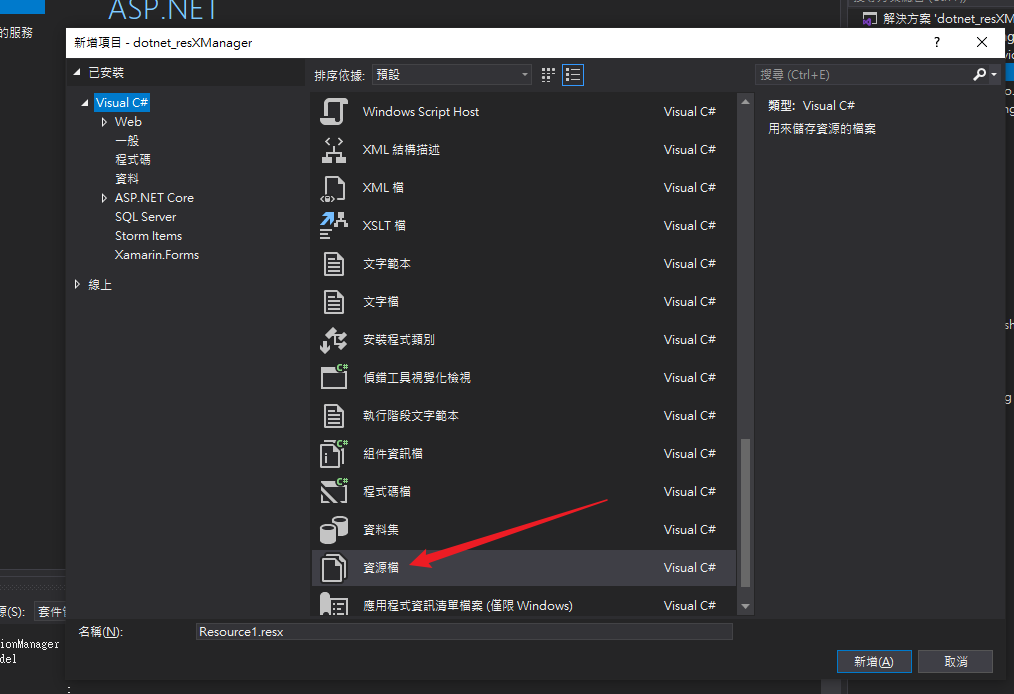 ASP.NET
的服務
解決方案 'dotnet_resXM
新增項目 - dotnet_resXManager
?
已安裝
排序依據:
預設
搜尋 (Ctrl+E)
Visual C#
Web
一般
程式碼
資料
ASP.NET Core
SQL Server
Storm Items
Xamarin.Forms
線上
Windows Script Host Visual C#
XML 結構描述 Visual C#
XML 檔 Visual C#
XSLT 檔 Visual C#
文字範本 Visual C#
文字檔 Visual C#
安裝程式類別 Visual C#
偵錯工具視覺化檢視 Visual C#
執行階段文字範本 Visual C#
組件資訊檔 Visual C#
程式碼檔 Visual C#
資料集 Visual C#
資源檔 Visual C#
應用程式資訊清單檔案 (僅限 Windows) Visual C#
類型: Visual C#
用來儲存資源的檔案
源(S):
套件管
ionManager
del
名稱(N):
Resource1.resx
新增(A)
取消